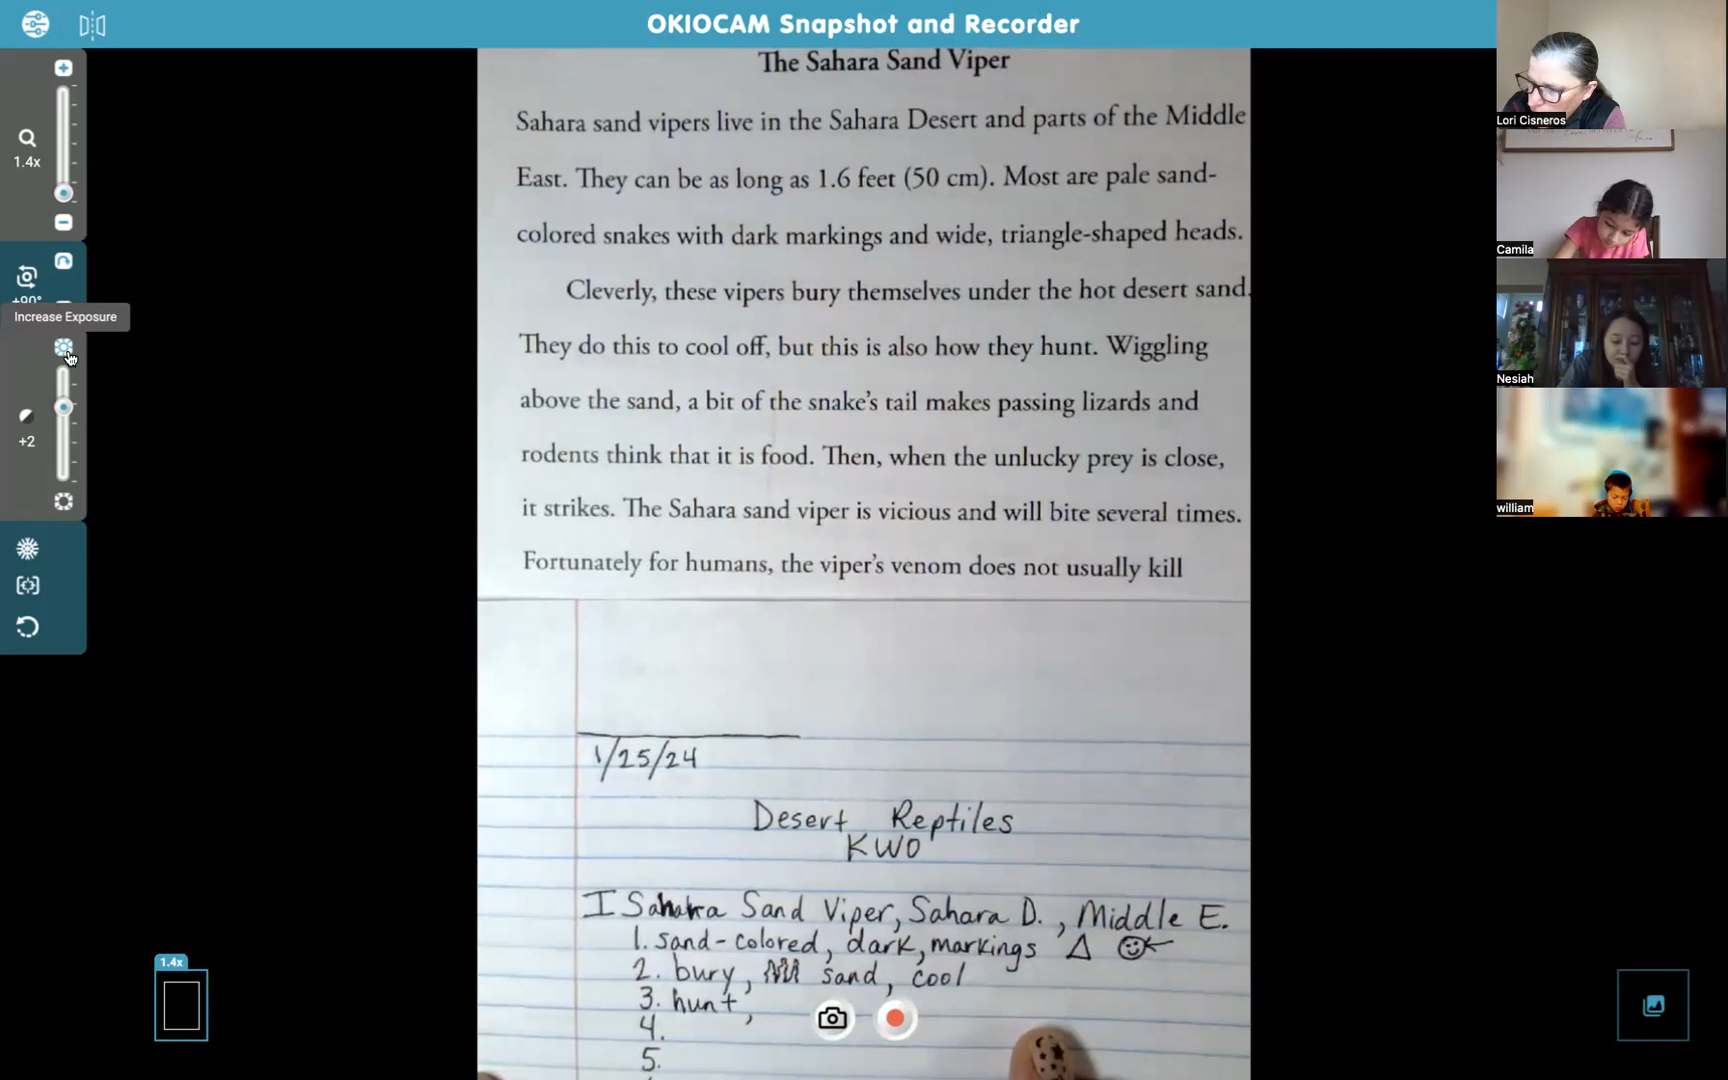 OKIOCAM Snapshot and Recorder
1.4x
+90°
Increase Exposure
+2
The Sahara Sand Viper
Sahara sand vipers live in the Sahara Desert and parts of the Middle
East. They can be as long as 1.6 feet (50 cm). Most are pale sand-
colored snakes with dark markings and wide, triangle-shaped heads.
Cleverly, these vipers bury themselves under the hot desert sand.
They do this to cool off, but this is also how they hunt. Wiggling
above the sand, a bit of the snake's tail makes passing lizards and
rodents think that it is food. Then, when the unlucky prey is close,
it strikes. The Sahara sand viper is vicious and will bite several times.
Fortunately for humans, the viper's venom does not usually kill
1/25/24
Desert Reptiles
KWO
I Sahara Sand Viper, Sahara D., Middle E.
1. sand-colored, dark, markings
2. bury, sand, cool
3. hunt,
4.
5.
1.4x
Lori Cisneros
Camila
Nesiah
william